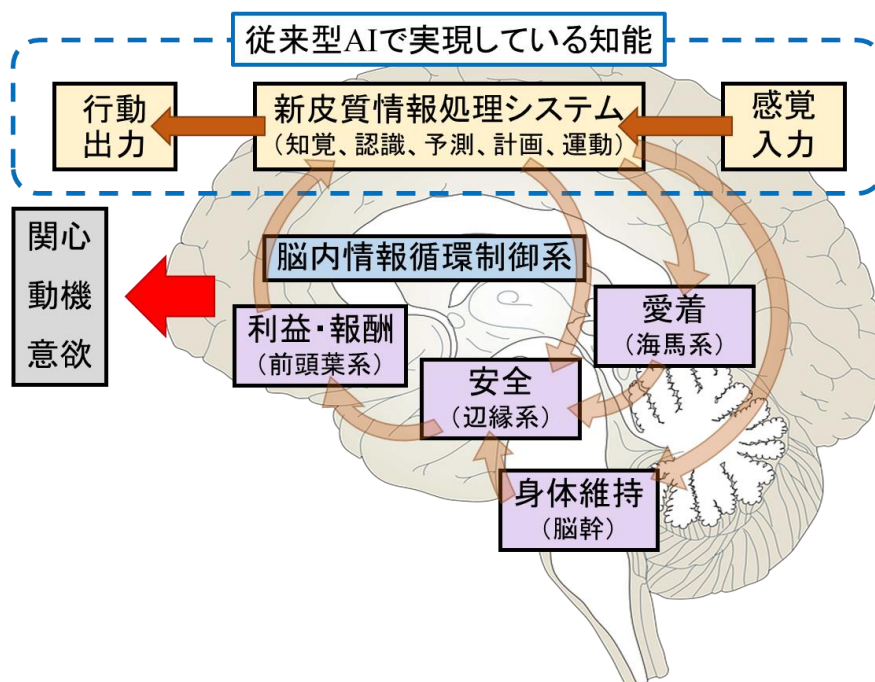 従来型AIで実現している知能
行動
出力
新皮質情報処理システム
(知覚、認識、予測、計画、運動)
感覚
入力
関心
動機
意欲
脳内情報循環制御系
利益・報酬
(前頭葉系)
愛着
(海馬系)
安全
(辺縁系)
身体維持
(脳幹)